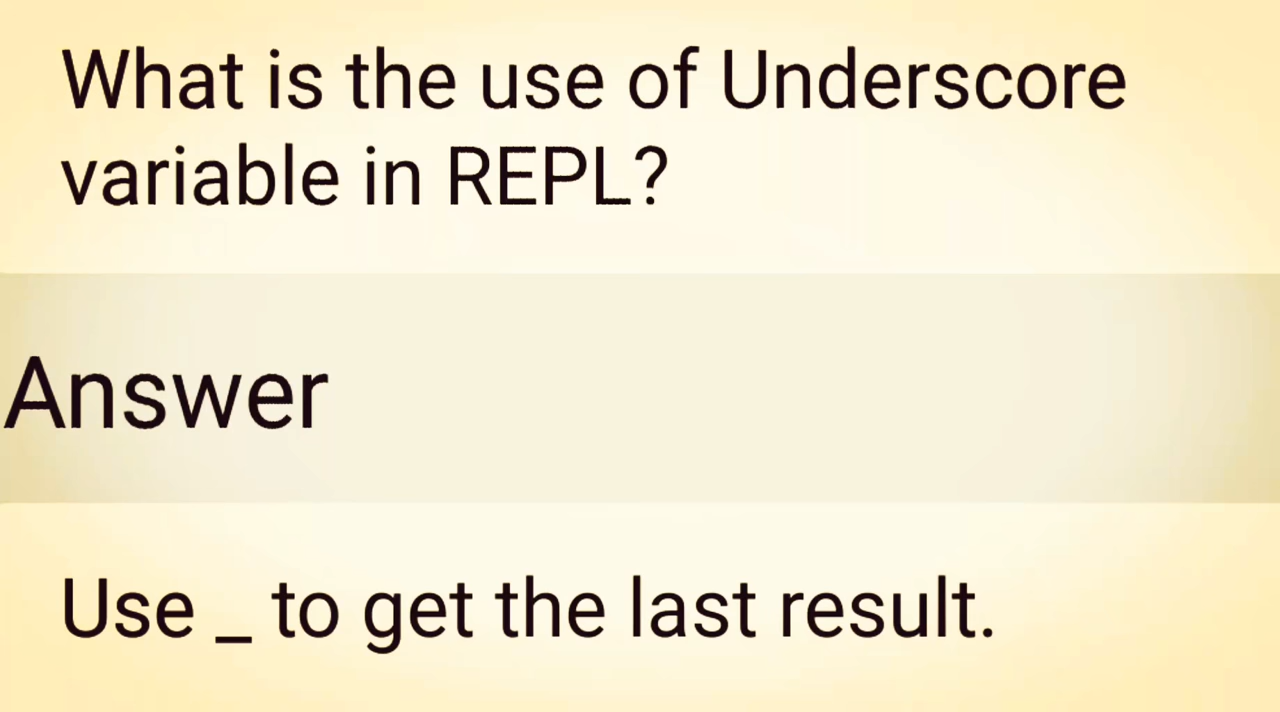 What is the use of Underscore
variable in REPL?
Answer
Use _ to get the last result.